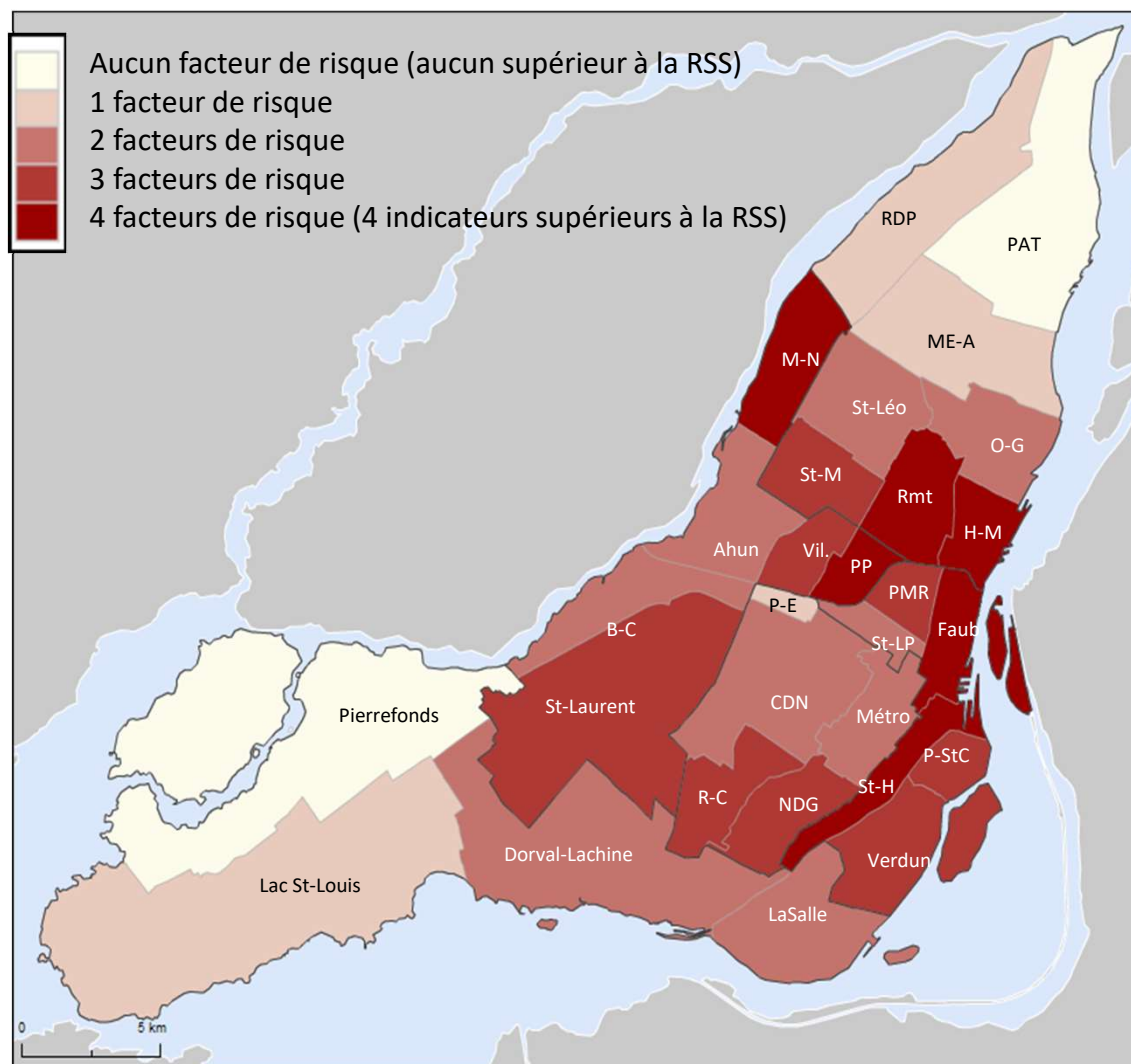 Aucun facteur de risque (aucun supérieur à la RSS)
1 facteur de risque
2 facteurs de risque
3 facteurs de risque
4 facteurs de risque (4 indicateurs supérieurs à la RSS)
RDP
PAT
ME-A
M-N
St-Léo
O-G
St-M
Rmt
H-M
Ahun
Vil.
PP
PMR
P-E
Faub
B-C
St-LP
CDN
St-Laurent
Métro
Pierrefonds
P-StC
St-H
R-C
NDG
Dorval-Lachine
Verdun
Lac St-Louis
LaSalle
0 5 km